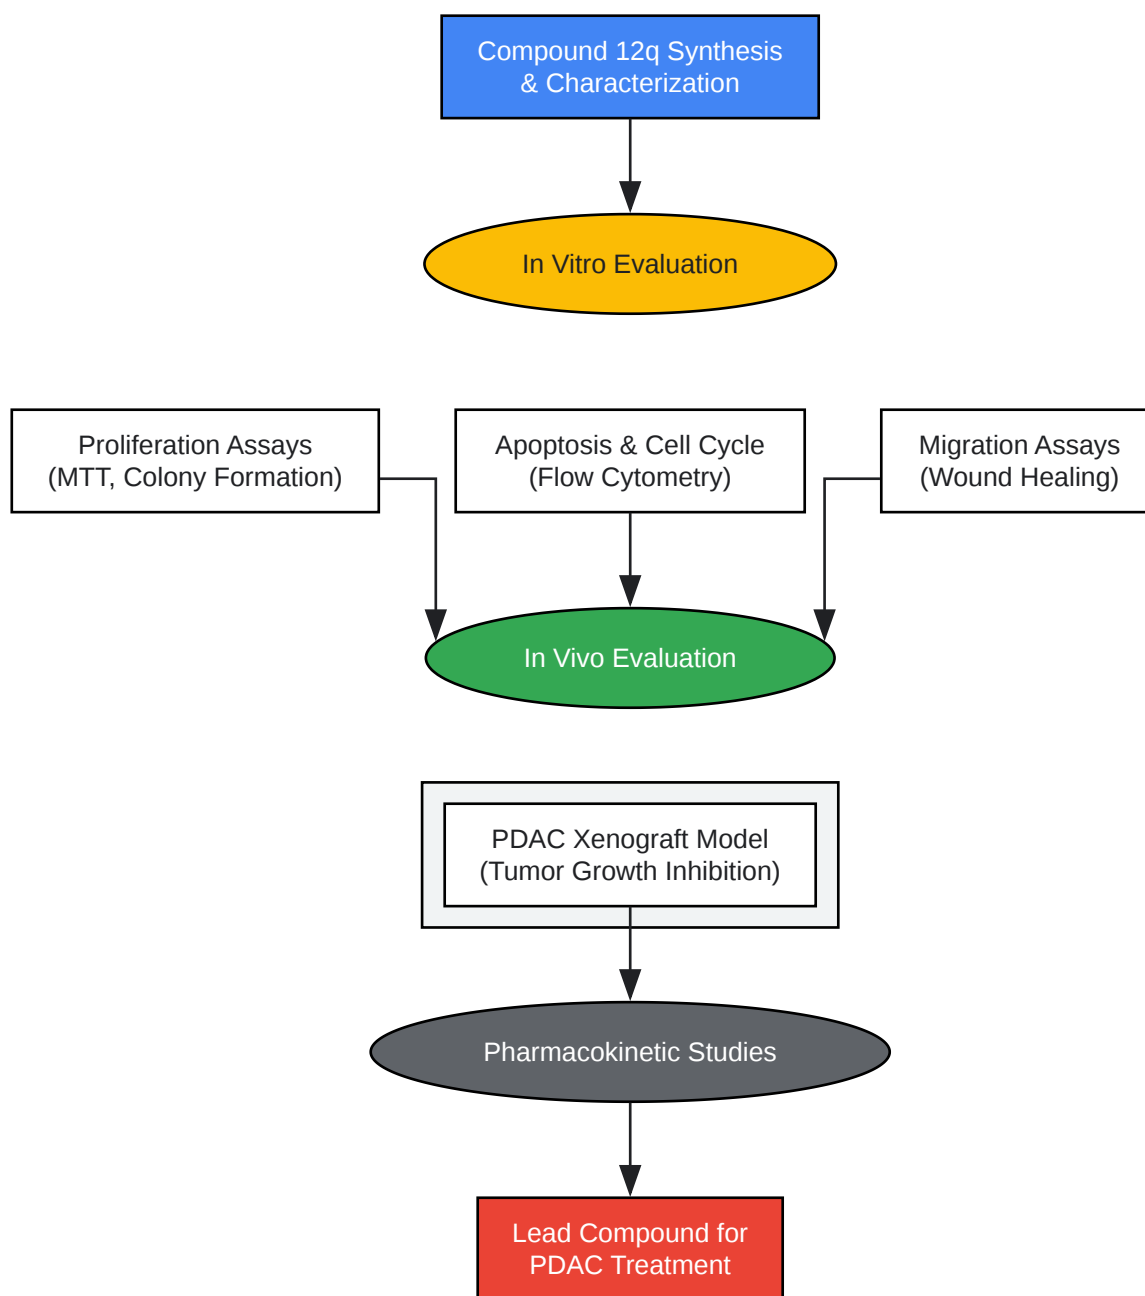 Compound 12q Synthesis
& Characterization
In Vitro Evaluation
Proliferation Assays
(MTT, Colony Formation)
Apoptosis & Cell Cycle
(Flow Cytometry)
Migration Assays
(Wound Healing)
In Vivo Evaluation
PDAC Xenograft Model
(Tumor Growth Inhibition)
Pharmacokinetic Studies
Lead Compound for
PDAC Treatment